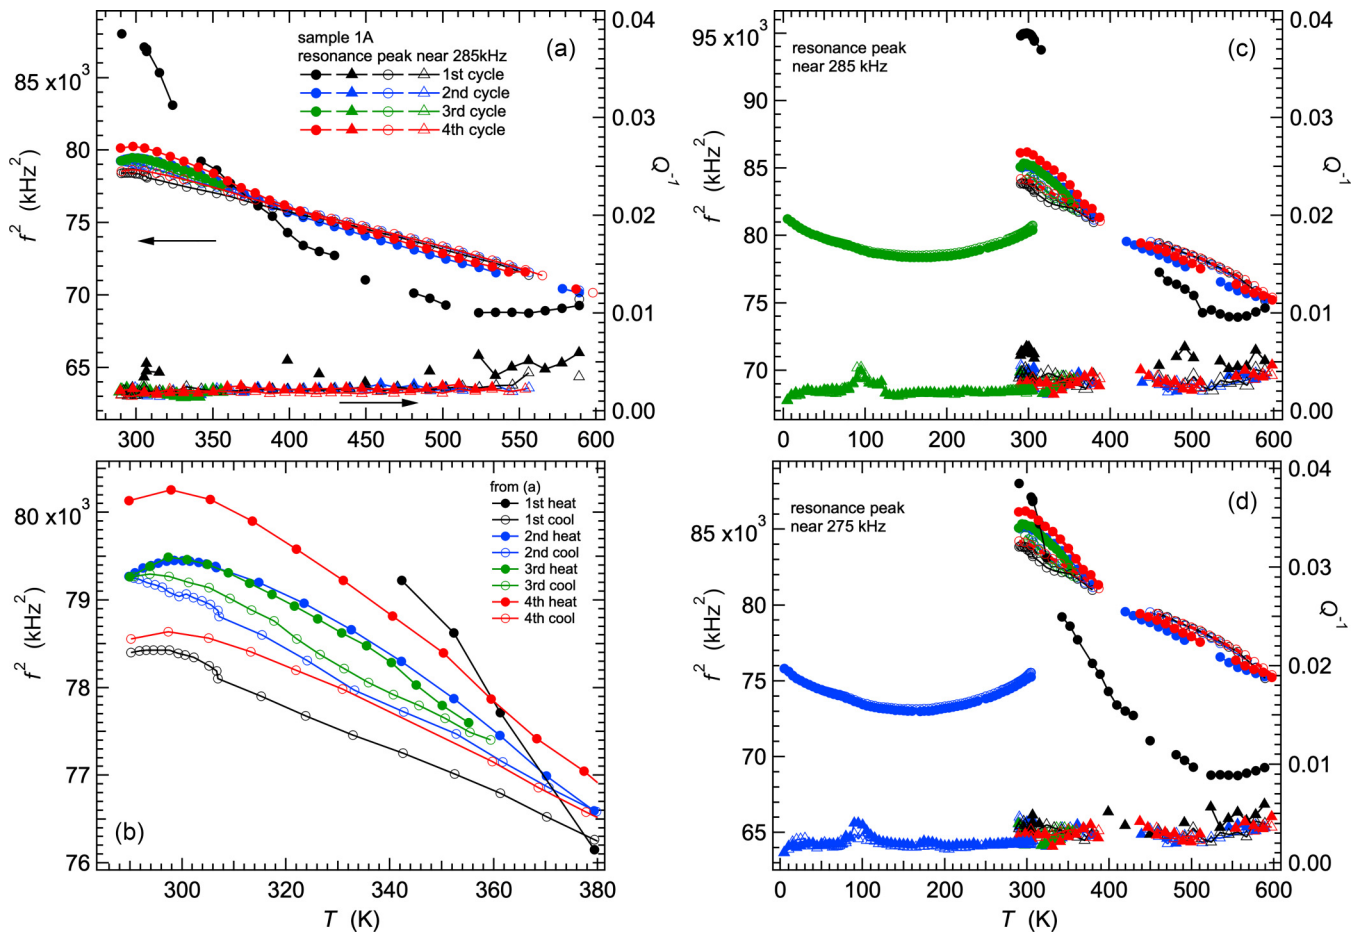 sample 1A
resonance peak near 285kHz
1st cycle
2nd cycle
3rd cycle
4th cycle
(a)
85 x10³
80
75
70
65
f² (kHz²)
0.04
0.03
0.02
0.01
0.00
Q⁻¹
300 350 400 450 500 550 600
resonance peak
near 285 kHz
(c)
95 x10³
90
85
80
75
70
f² (kHz²)
0.04
0.03
0.02
0.01
0.00
Q⁻¹
0 100 200 300 400 500 600
from (a)
1st heat
1st cool
2nd heat
2nd cool
3rd heat
3rd cool
4th heat
4th cool
(b)
80 x10³
79
78
77
76
f² (kHz²)
300 320 340 360 380
T (K)
resonance peak
near 275 kHz
(d)
85 x10³
80
75
70
65
f² (kHz²)
0.04
0.03
0.02
0.01
0.00
Q⁻¹
0 100 200 300 400 500 600
T (K)